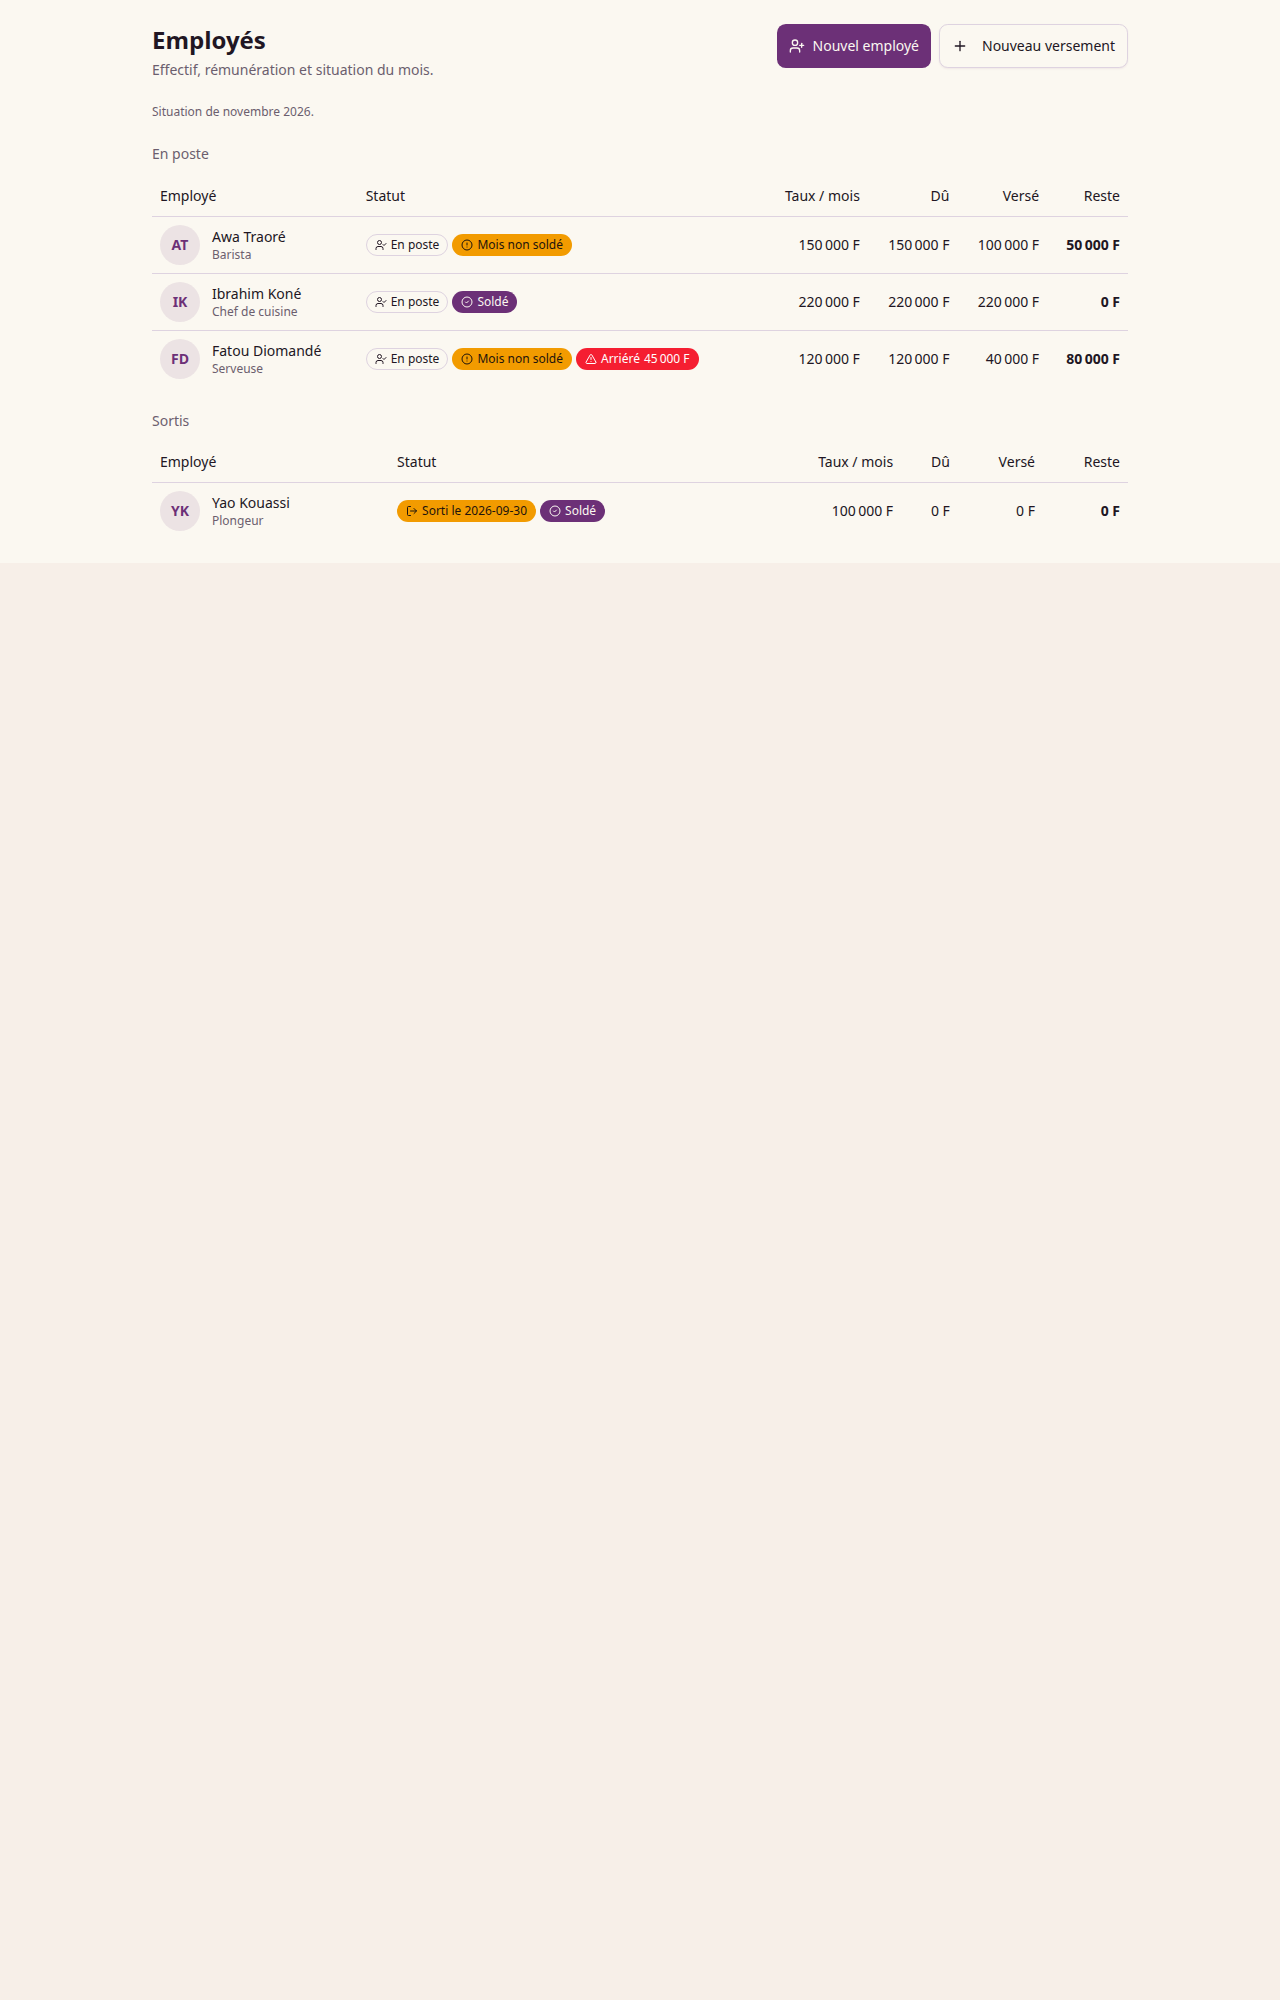 Employés
Nouvel employé
Nouveau versement
Effectif, rémunération et situation du mois.
Situation de novembre 2026.
En poste
Employé Statut Taux / mois Dû Versé Reste
AT Awa Traoré En poste Mois non soldé 150 000 F 150 000 F 100 000 F 50 000 F
Barista
IK Ibrahim Koné En poste Soldé 220 000 F 220 000 F 220 000 F 0 F
Chef de cuisine
FD Fatou Diomandé En poste Mois non soldé Arriéré 45 000 F 120 000 F 120 000 F 40 000 F 80 000 F
Serveuse
Sortis
Employé Statut Taux / mois Dû Versé Reste
YK Yao Kouassi Sorti le 2026-09-30 Soldé 100 000 F 0 F 0 F 0 F
Plongeur